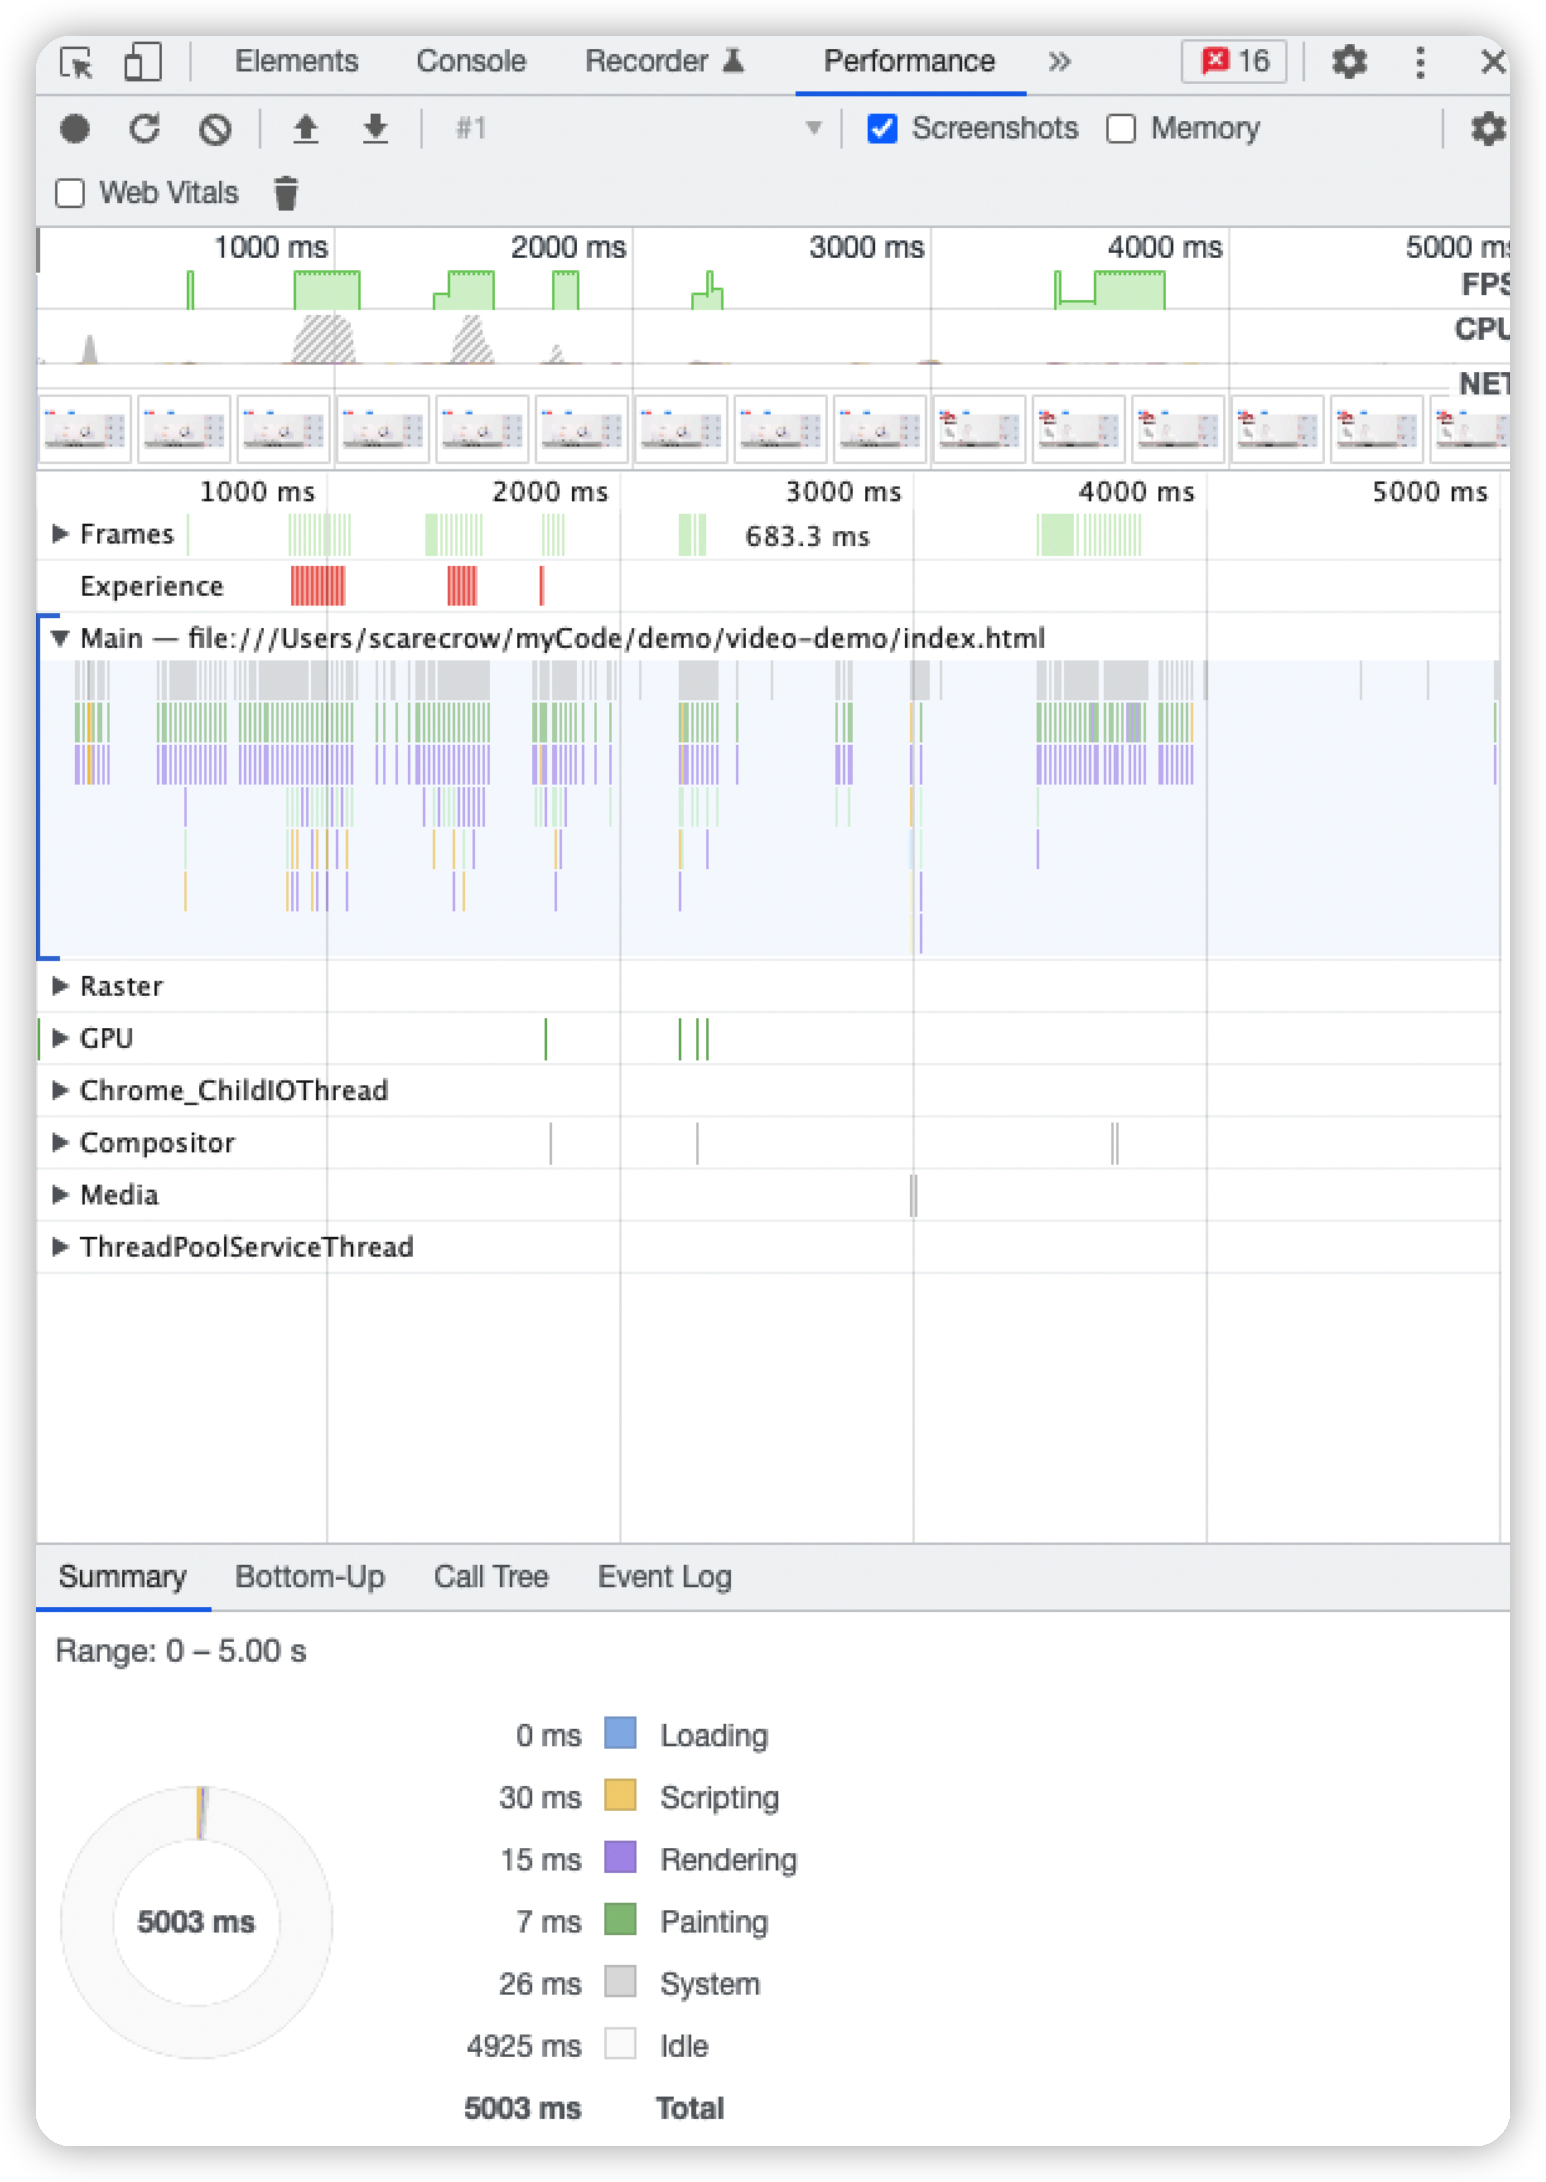 Elements Console Recorder Performance 16
#1 Screenshots Memory
Web Vitals
1000 ms 2000 ms 3000 ms 4000 ms 5000 ms
FPS
CPU
NET
1000 ms 2000 ms 3000 ms 4000 ms 5000 ms
Frames 683.3 ms
Experience
Main — file:///Users/scarecrow/myCode/demo/video-demo/index.html
Raster
GPU
Chrome_ChildIOThread
Compositor
Media
ThreadPoolServiceThread
Summary Bottom-Up Call Tree Event Log
Range: 0 – 5.00 s
0 ms Loading
30 ms Scripting
15 ms Rendering
7 ms Painting
5003 ms
26 ms System
4925 ms Idle
5003 ms Total